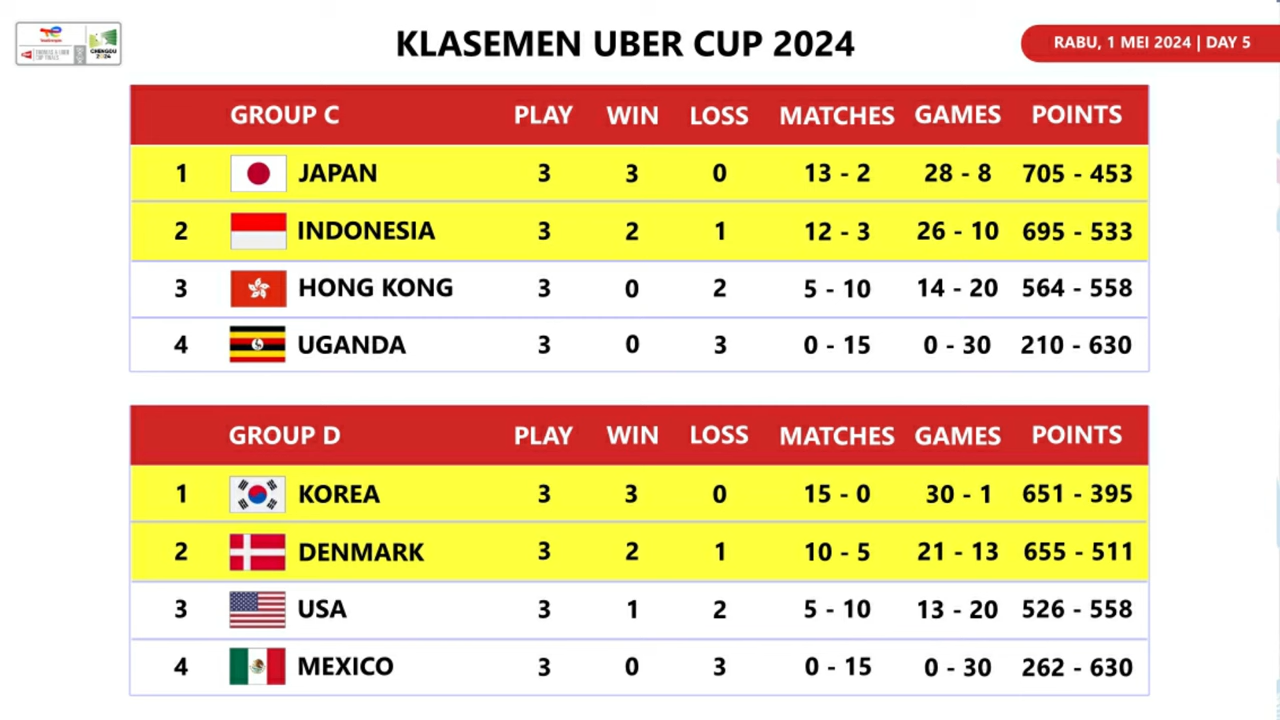 KLASEMEN UBER CUP 2024
RABU, 1 MEI 2024 | DAY 5
CHENGDU
2024
GROUP C PLAY WIN LOSS MATCHES GAMES POINTS
1 JAPAN 3 3 0 13 - 2 28 - 8 705 - 453
2 INDONESIA 3 2 1 12 - 3 26 - 10 695 - 533
3 HONG KONG 3 0 2 5 - 10 14 - 20 564 - 558
4 UGANDA 3 0 3 0 - 15 0 - 30 210 - 630
GROUP D PLAY WIN LOSS MATCHES GAMES POINTS
1 KOREA 3 3 0 15 - 0 30 - 1 651 - 395
2 DENMARK 3 2 1 10 - 5 21 - 13 655 - 511
3 USA 3 1 2 5 - 10 13 - 20 526 - 558
4 MEXICO 3 0 3 0 - 15 0 - 30 262 - 630